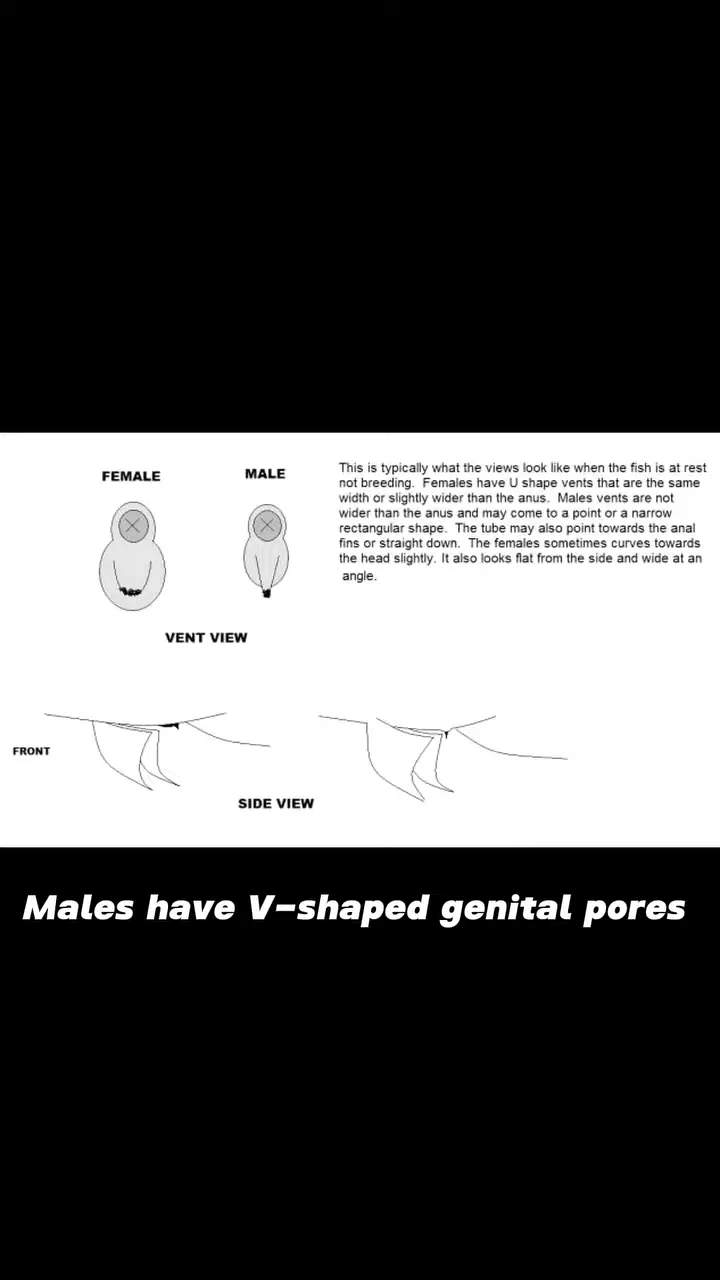 FEMALE
MALE
This is typically what the views look like when the fish is at rest
not breeding. Females have U shape vents that are the same
width or slightly wider than the anus. Males vents are not
wider than the anus and may come to a point or a narrow
rectangular shape. The tube may also point towards the anal
fins or straight down. The females sometimes curves towards
the head slightly. It also looks flat from the side and wide at an
angle.
VENT VIEW
FRONT
SIDE VIEW
Males have V-shaped genital pores